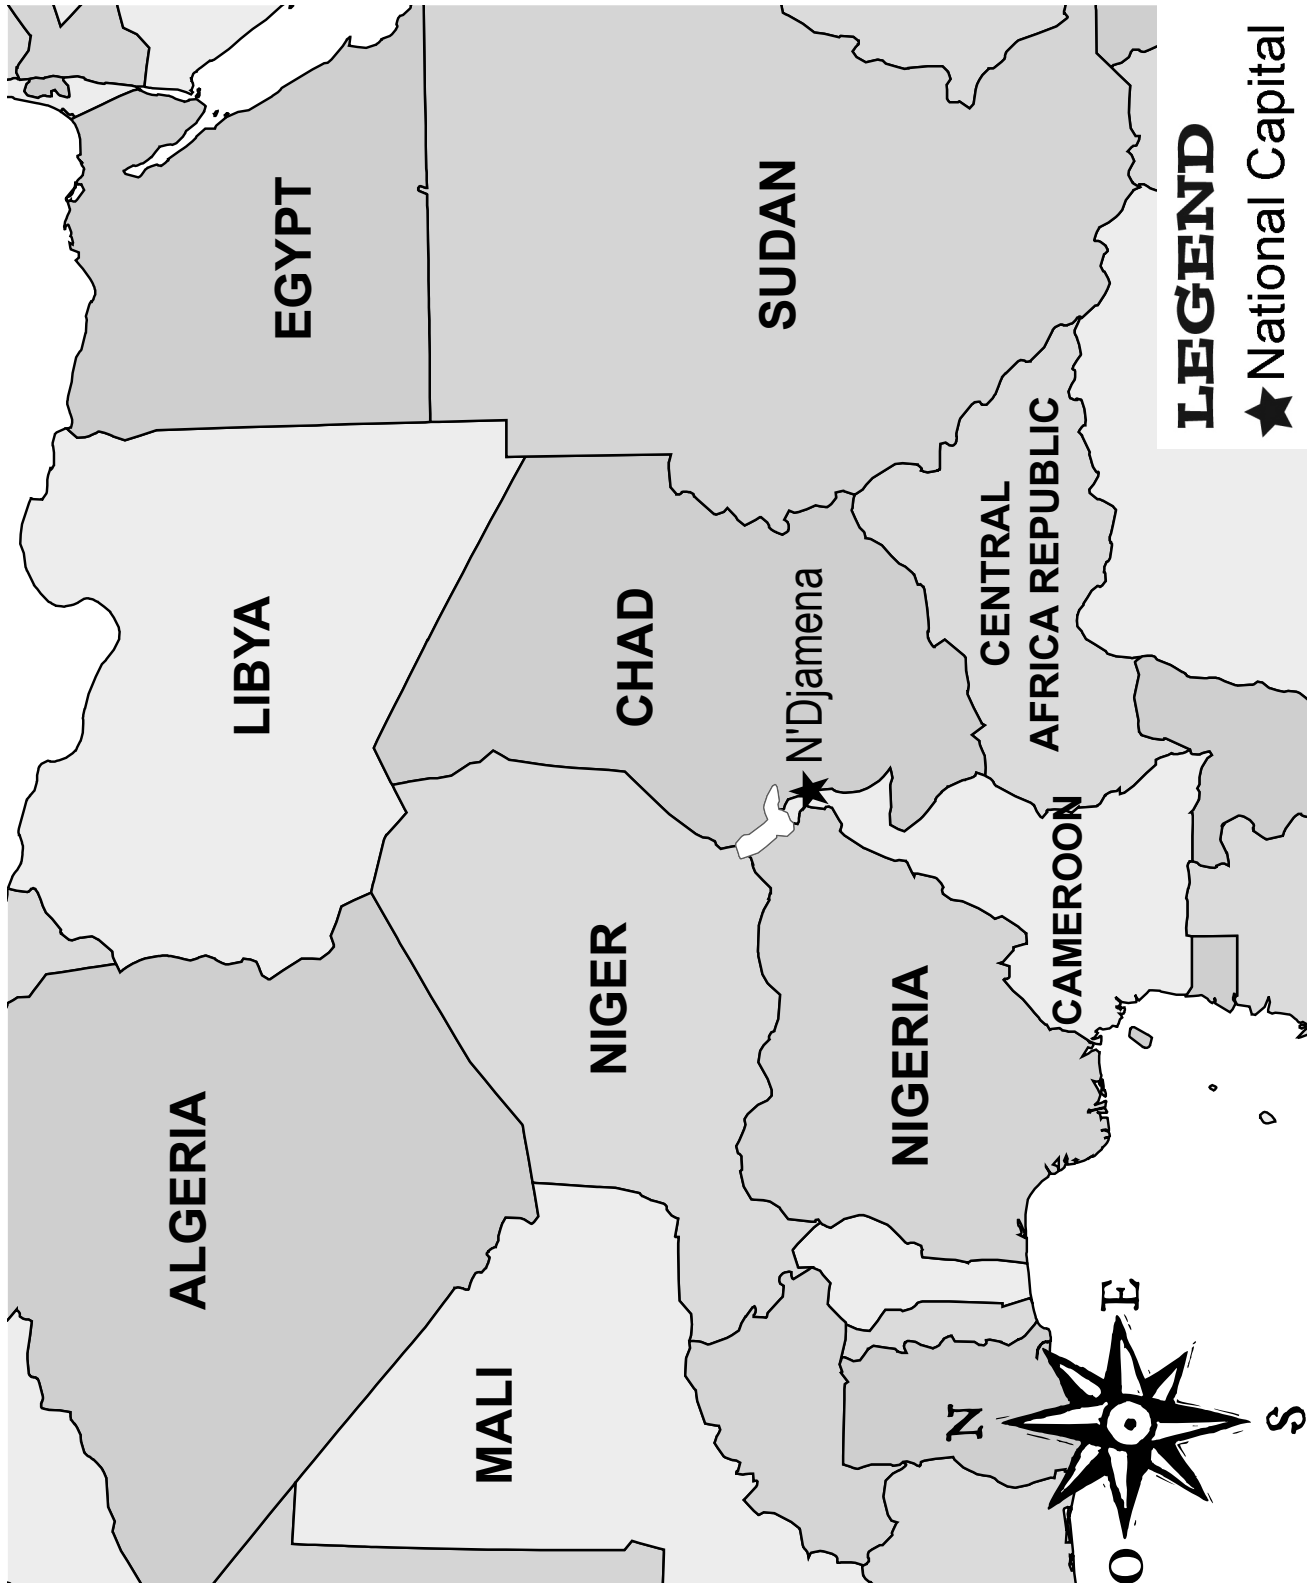 ALGERIA
LIBYA
EGYPT
MALI
NIGER
CHAD
SUDAN
N'Djamena
NIGERIA
CENTRAL
AFRICA REPUBLIC
CAMEROON
N
O
E
S
LEGEND
National Capital